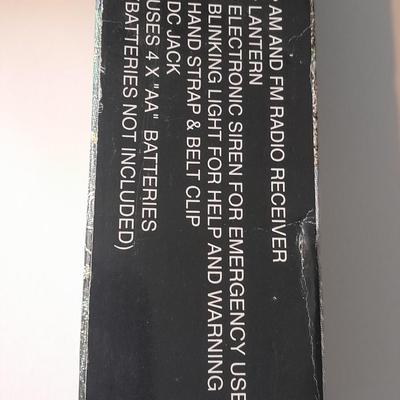 AM AND FM RADIO RECEIVER
LANTERN
ELECTRONIC SIREN FOR EMERGENCY USE
BLINKING LIGHT FOR HELP AND WARNING
HAND STRAP & BELT CLIP
DC JACK
USES 4 X "AA" BATTERIES
(BATTERIES NOT INCLUDED)